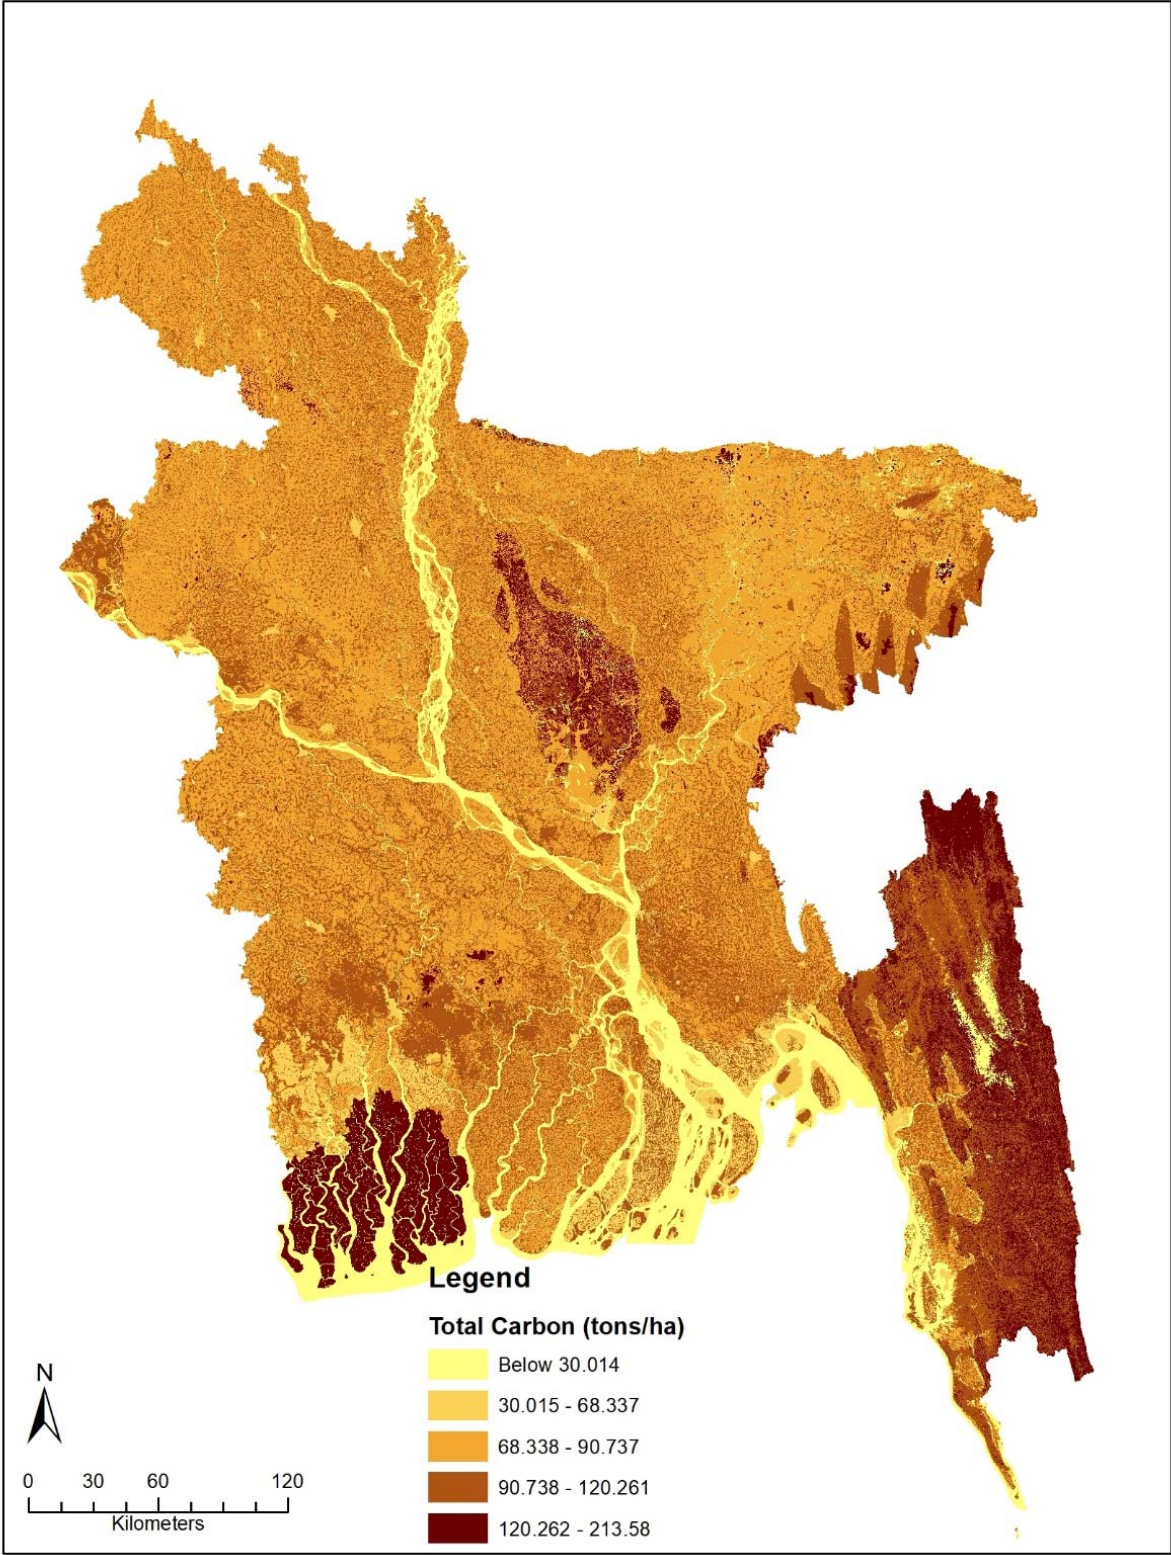 Legend
Total Carbon (tons/ha)
Below 30.014
30.015 - 68.337
68.338 - 90.737
90.738 - 120.261
120.262 - 213.58
N
0 30 60 120
Kilometers